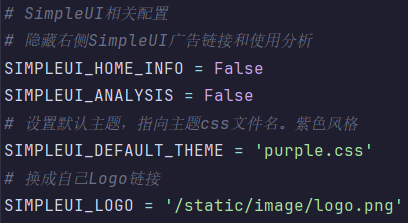 # SimpleUI相关配置
# 隐藏右侧SimpleUI广告链接和使用分析
SIMPLEUI_HOME_INFO = False
SIMPLEUI_ANALYSIS = False
# 设置默认主题，指向主题css文件名。紫色风格
SIMPLEUI_DEFAULT_THEME = 'purple.css'
# 换成自己Logo链接
SIMPLEUI_LOGO = '/static/image/logo.png'